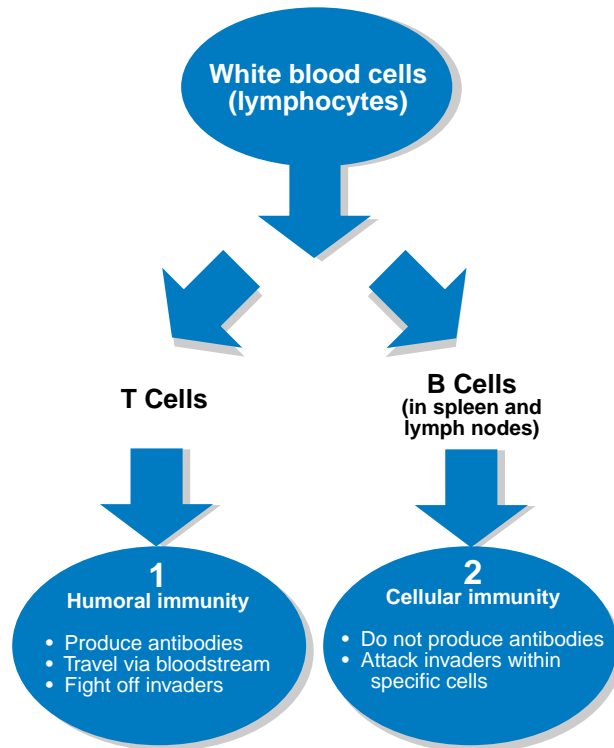 White blood cells
(lymphocytes)
T Cells
B Cells
(in spleen and
lymph nodes)
1
Humoral immunity
• Produce antibodies
• Travel via bloodstream
• Fight off invaders
2
Cellular immunity
• Do not produce antibodies
• Attack invaders within
specific cells